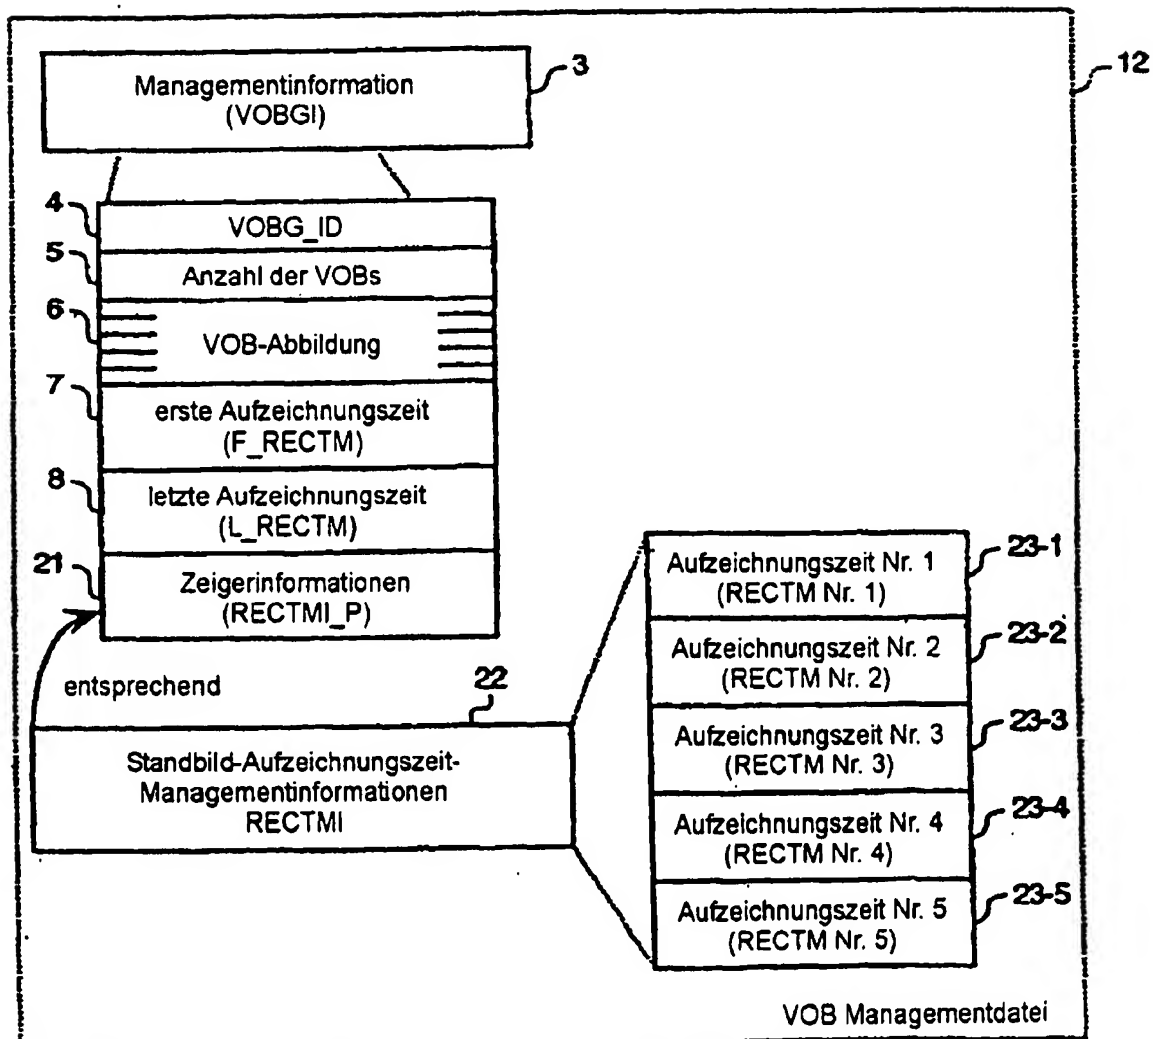 3
12
Managementinformation
(VOBGI)
4
VOBG_ID
5
Anzahl der VOBs
6
VOB-Abbildung
7
erste Aufzeichnungszeit
(F_RECTM)
8
letzte Aufzeichnungszeit
(L_RECTM)
21
Zeigerinformationen
(RECTMI_P)
entsprechend
22
Standbild-Aufzeichnungszeit-
Managementinformationen
RECTMI
Aufzeichnungszeit Nr. 1
(RECTM Nr. 1)
23-1
Aufzeichnungszeit Nr. 2
(RECTM Nr. 2)
23-2
Aufzeichnungszeit Nr. 3
(RECTM Nr. 3)
23-3
Aufzeichnungszeit Nr. 4
(RECTM Nr. 4)
23-4
Aufzeichnungszeit Nr. 5
(RECTM Nr. 5)
23-5
VOB Managementdatei